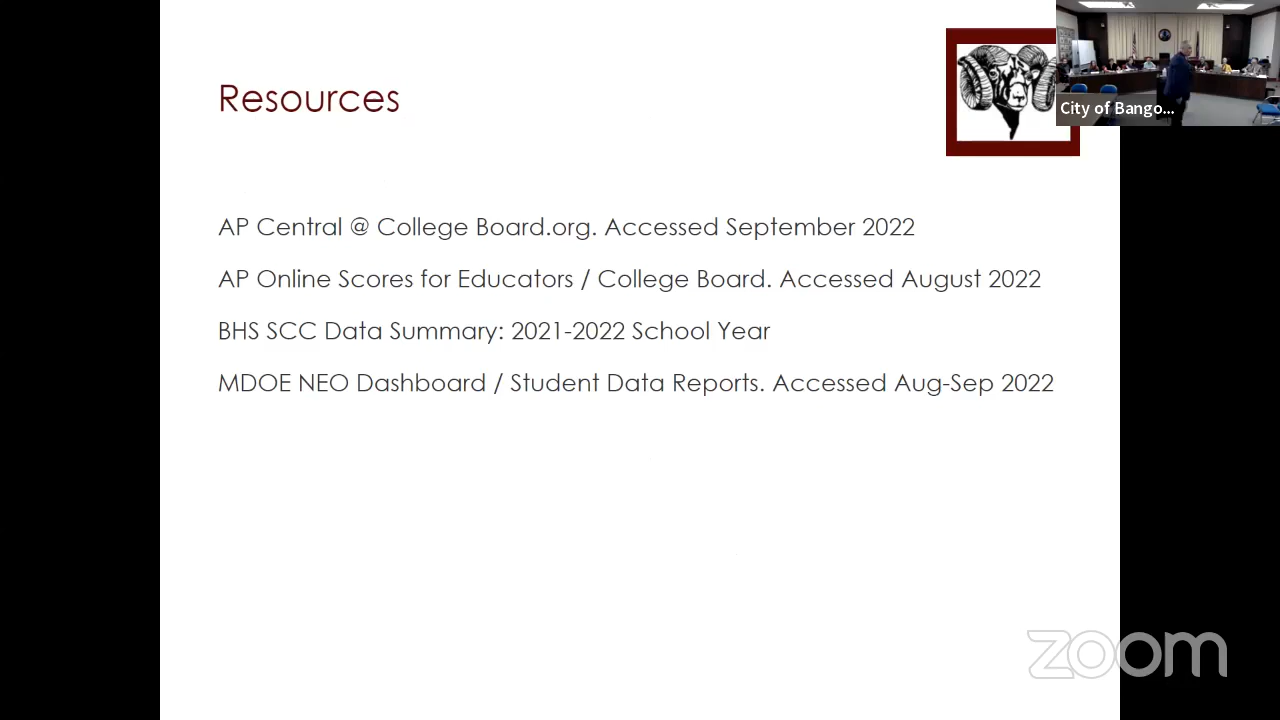 Resources
City of Bango...
AP Central @ College Board.org. Accessed September 2022
AP Online Scores for Educators / College Board. Accessed August 2022
BHS SCC Data Summary: 2021-2022 School Year
MDOE NEO Dashboard / Student Data Reports. Accessed Aug-Sep 2022
zoom